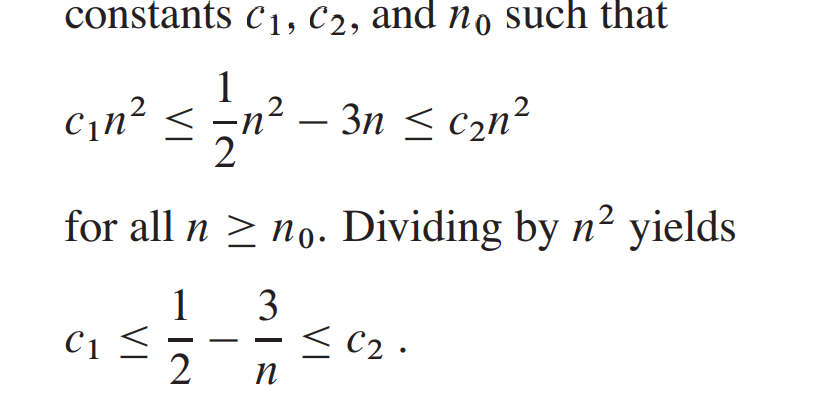 constants c₁, c₂, and n₀ such that
c₁n² ≤ 1/2 n² − 3n ≤ c₂n²
for all n ≥ n₀. Dividing by n² yields
c₁ ≤ 1/2 − 3/n ≤ c₂ .